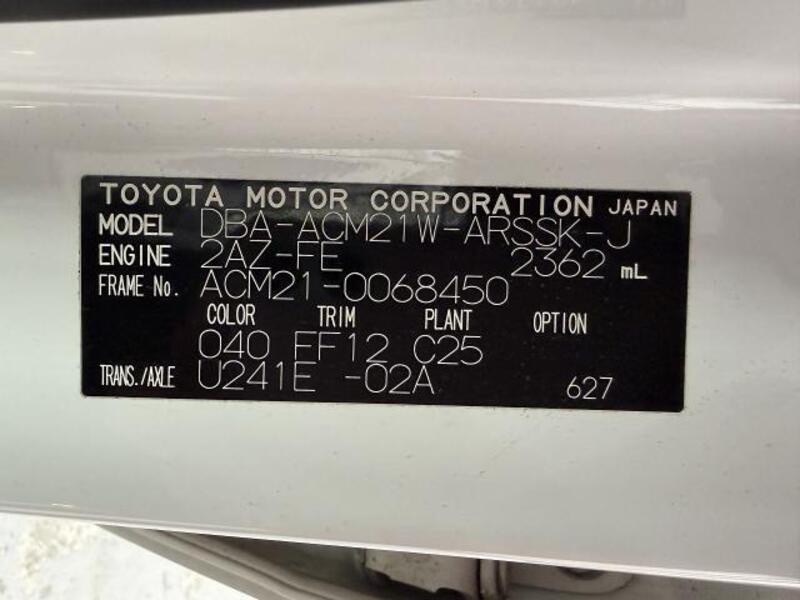 TOYOTA MOTOR CORPORATION JAPAN
MODEL DBA-ACM21W-ARSSK-J
ENGINE 2AZ-FE 2362 mL
FRAME No. ACM21-0068450
COLOR TRIM PLANT OPTION
040 FF12 C25
TRANS./AXLE U241E -02A 627